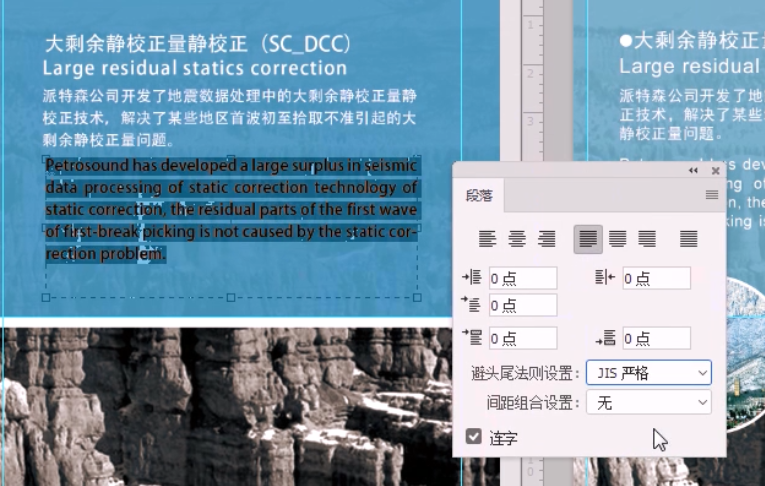 大剩余静校正量静校正（SC_DCC）
Large residual statics correction
派特森公司开发了地震数据处理中的大剩余静校正量静
校正技术，解决了某些地区首波初至拾取不准引起的大
剩余静校正量问题。
Petrosound has developed a large surplus in seismic
data processing of static correction technology of
static correction, the residual parts of the first wave
of first-break picking is not caused by the static cor-
rection problem.
1
2
3
●大剩余静校正
Large residual
派特森公司开发了地
正技术，解决了某些
静校正量问题。
段落
0 点
0 点
0 点
0 点
0 点
避头尾法则设置： JIS 严格
间距组合设置： 无
连字